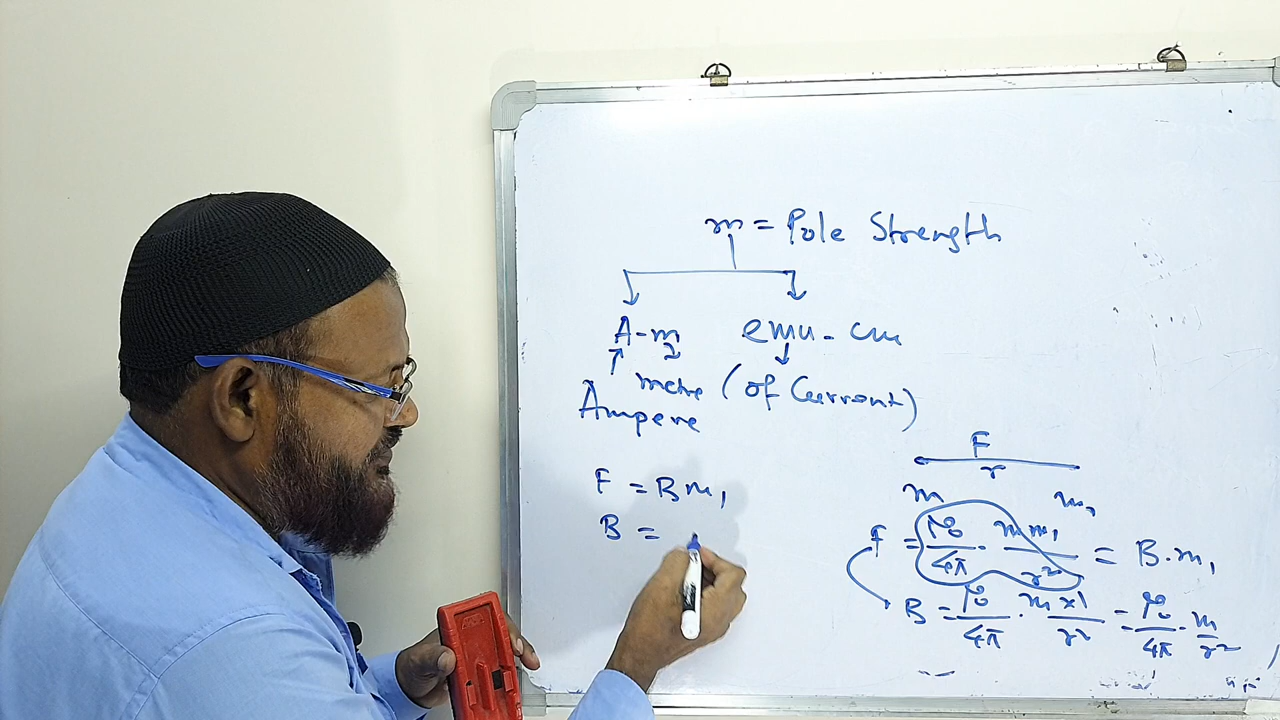 m = Pole Strength
A-m emu-cm
metre (of Current)
Ampere
F
r
m m₁
F = Bm₁
B =
F = μ₀/4π · m m₁/r² = B.m₁
B = μ₀/4π · m×1/r² = μ₀/4π · m/r²